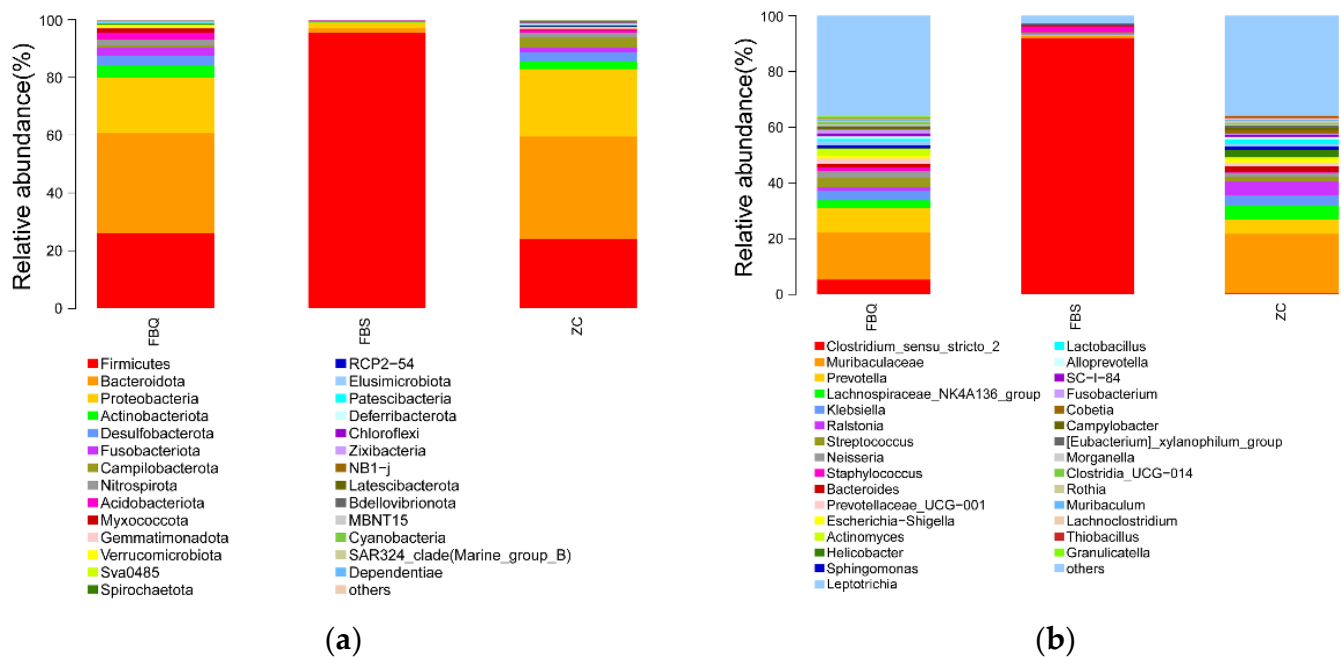 Relative abundance(%)
100
80
60
40
20
0
FBQ
FBS
ZC
Firmicutes
Bacteroidota
Proteobacteria
Actinobacteriota
Desulfobacterota
Fusobacteriota
Campilobacterota
Nitrospirota
Acidobacteriota
Myxococcota
Gemmatimonadota
Verrucomicrobiota
Sva0485
Spirochaetota
RCP2−54
Elusimicrobiota
Patescibacteria
Deferribacterota
Chloroflexi
Zixibacteria
NB1−j
Latescibacterota
Bdellovibrionota
MBNT15
Cyanobacteria
SAR324_clade(Marine_group_B)
Dependentiae
others
(a)
Relative abundance(%)
100
80
60
40
20
0
FBQ
FBS
ZC
Clostridium_sensu_stricto_2
Muribaculaceae
Prevotella
Lachnospiraceae_NK4A136_group
Klebsiella
Ralstonia
Streptococcus
Neisseria
Staphylococcus
Bacteroides
Prevotellaceae_UCG−001
Escherichia−Shigella
Actinomyces
Helicobacter
Sphingomonas
Leptotrichia
Lactobacillus
Alloprevotella
SC−I−84
Fusobacterium
Cobetia
Campylobacter
[Eubacterium]_xylanophilum_group
Morganella
Clostridia_UCG−014
Rothia
Muribaculum
Lachnoclostridium
Thiobacillus
Granulicatella
others
(b)